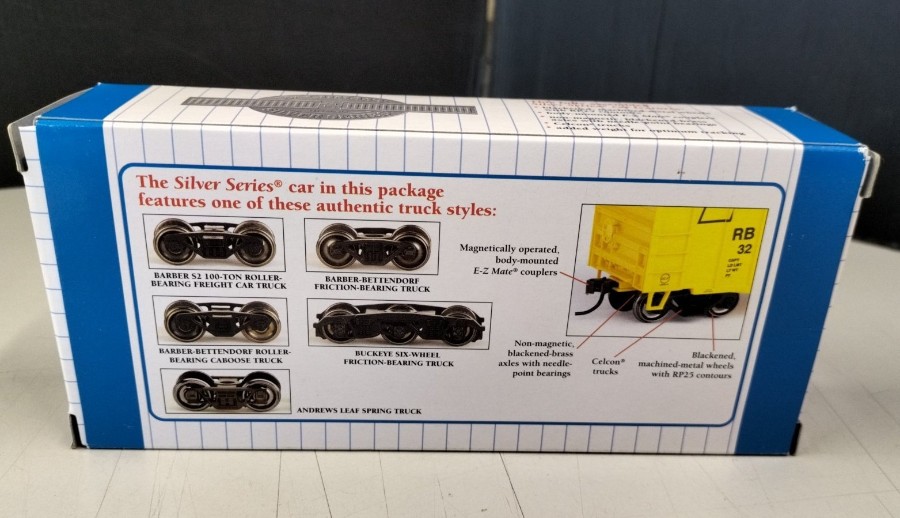 • added weight for optimum tracking
The Silver Series® car in this package
features one of these authentic truck styles:
BARBER S2 100-TON ROLLER-
BEARING FREIGHT CAR TRUCK
BARBER-BETTENDORF
FRICTION-BEARING TRUCK
BARBER-BETTENDORF ROLLER-
BEARING CABOOSE TRUCK
BUCKEYE SIX-WHEEL
FRICTION-BEARING TRUCK
ANDREWS LEAF SPRING TRUCK
Magnetically operated,
body-mounted
E-Z Mate® couplers
RB
32
Non-magnetic,
blackened-brass
axles with needle-
point bearings
Celcon®
trucks
Blackened,
machined-metal wheels
with RP25 contours